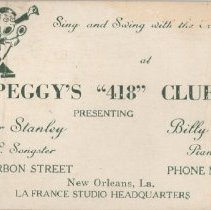 Sing and Swing with the
at
PEGGY'S "418" CLUB
PRESENTING
Stanley Billy
Songster Pian
RBON STREET PHONE M
New Orleans, La.
LA FRANCE STUDIO HEADQUARTERS